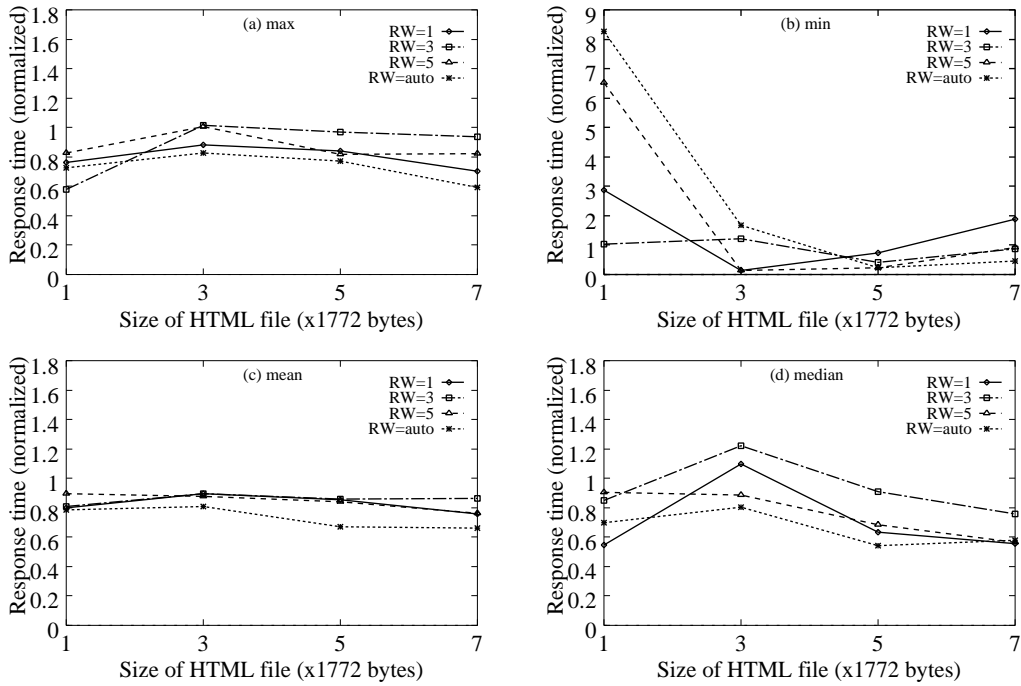 (a) max
Response time (normalized)
1.8
1.6
1.4
1.2
1
0.8
0.6
0.4
0.2
0
RW=1
RW=3
RW=5
RW=auto
1 3 5 7
Size of HTML file (x1772 bytes)
(b) min
Response time (normalized)
9
8
7
6
5
4
3
2
1
0
RW=1
RW=3
RW=5
RW=auto
1 3 5 7
Size of HTML file (x1772 bytes)
(c) mean
Response time (normalized)
1.8
1.6
1.4
1.2
1
0.8
0.6
0.4
0.2
0
RW=1
RW=3
RW=5
RW=auto
1 3 5 7
Size of HTML file (x1772 bytes)
(d) median
Response time (normalized)
1.8
1.6
1.4
1.2
1
0.8
0.6
0.4
0.2
0
RW=1
RW=3
RW=5
RW=auto
1 3 5 7
Size of HTML file (x1772 bytes)